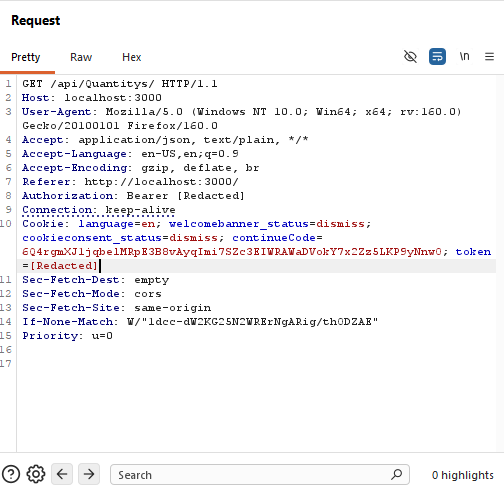 Request
Pretty Raw Hex
\n
1 GET /api/Quantitys/ HTTP/1.1
2 Host: localhost:3000
3 User-Agent: Mozilla/5.0 (Windows NT 10.0; Win64; x64; rv:160.0)
Gecko/20100101 Firefox/160.0
4 Accept: application/json, text/plain, */*
5 Accept-Language: en-US,en;q=0.9
6 Accept-Encoding: gzip, deflate, br
7 Referer: http://localhost:3000/
8 Authorization: Bearer [Redacted]
9 Connection: keep-alive
10 Cookie: language=en; welcomebanner_status=dismiss;
cookieconsent_status=dismiss; continueCode=
6Q4rgmXJ1jqbelMRpE3B8vAyqImi7SZc3EIWRAWaDVokY7x2Zz5LKP9yNnw0; token
=[Redacted]
11 Sec-Fetch-Dest: empty
12 Sec-Fetch-Mode: cors
13 Sec-Fetch-Site: same-origin
14 If-None-Match: W/"1dcc-dW2KG25N2WRErNgARig/thODZAE"
15 Priority: u=0
16
17
Search
0 highlights